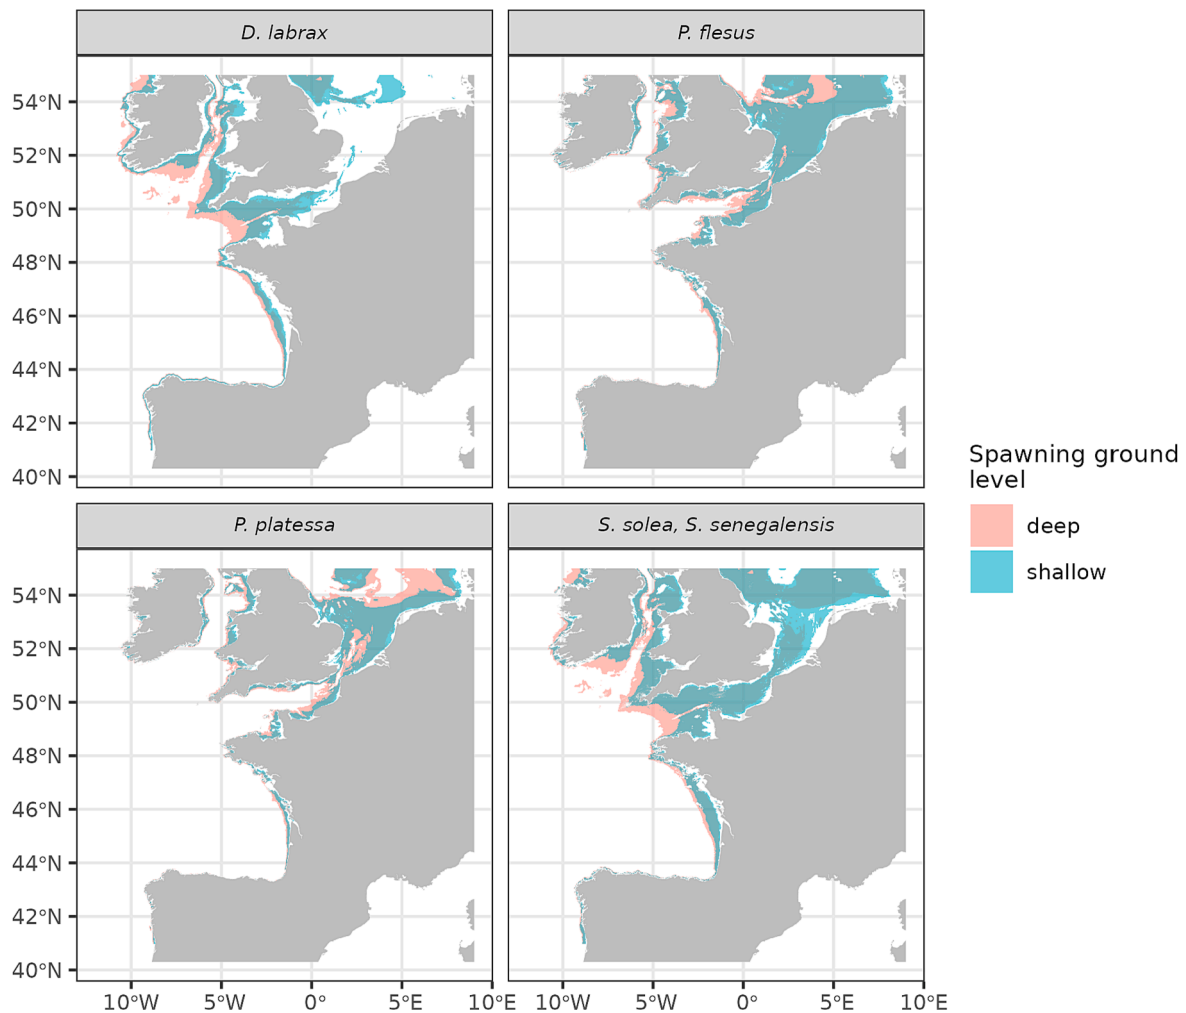 D. labrax
P. flesus
54°N
52°N
50°N
48°N
46°N
44°N
42°N
40°N
P. platessa
S. solea, S. senegalensis
54°N
52°N
50°N
48°N
46°N
44°N
42°N
40°N
10°W 5°W 0° 5°E 10°E
10°W 5°W 0° 5°E 10°E
Spawning ground
level
deep
shallow